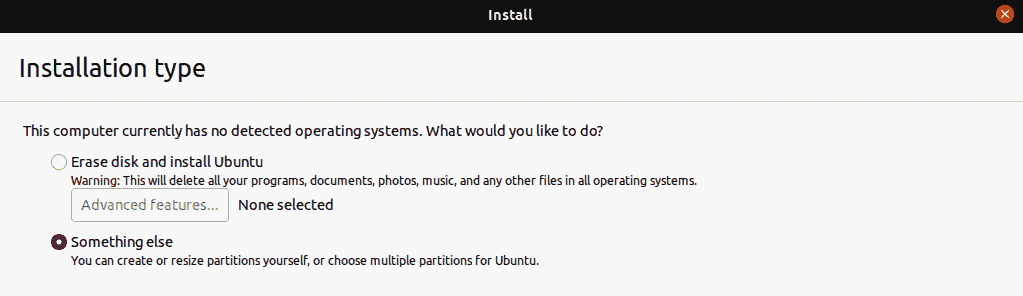 Install
Installation type
This computer currently has no detected operating systems. What would you like to do?
Erase disk and install Ubuntu
Warning: This will delete all your programs, documents, photos, music, and any other files in all operating systems.
Advanced features... None selected
Something else
You can create or resize partitions yourself, or choose multiple partitions for Ubuntu.